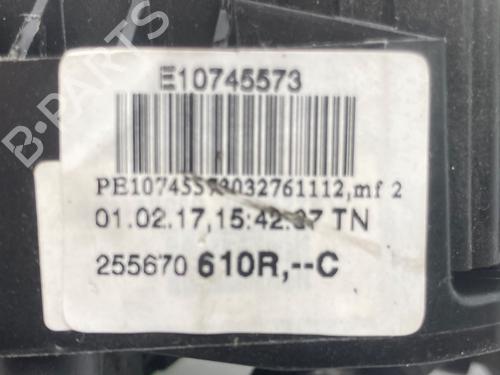 E10745573
PE10745573032761112,mf 2
01.02.17,15:42:37 TN
255670 610R,--C
B-PARTS